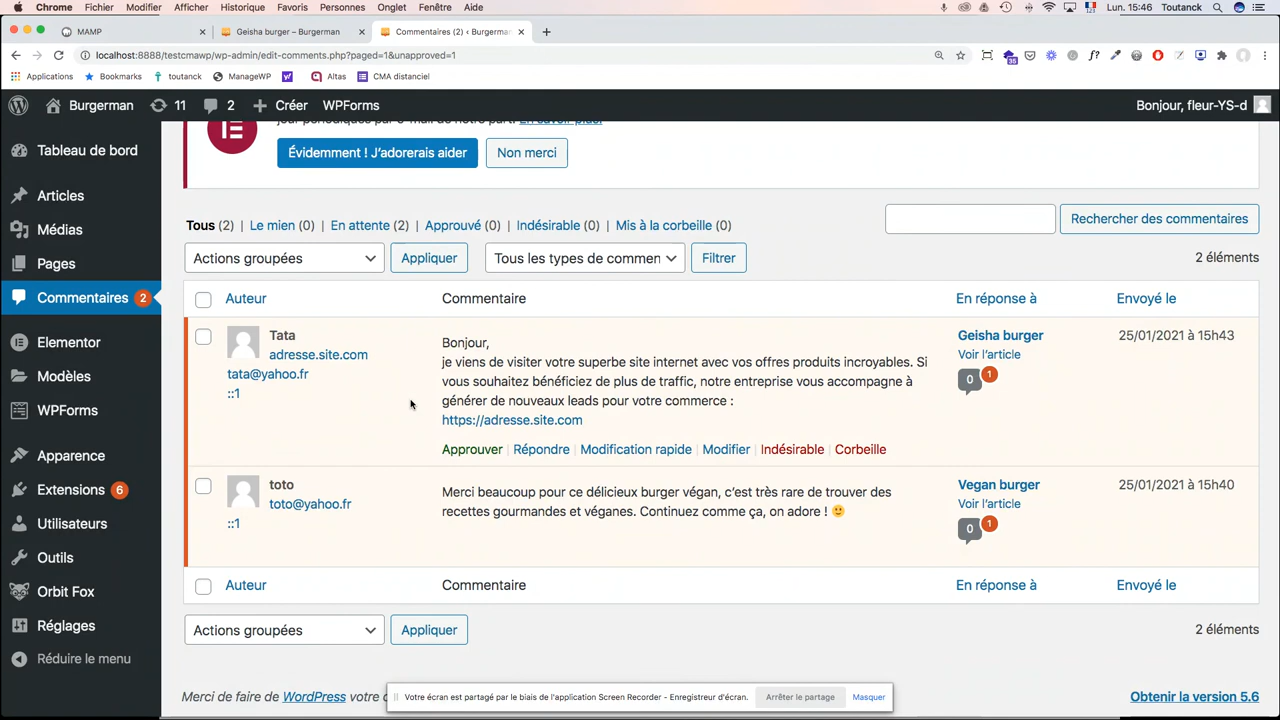 Chrome Fichier Modifier Afficher Historique Favoris Personnes Onglet Fenêtre Aide Lun. 15:46 Toutanck
MAMP Geisha burger – Burgerman Commentaires (2) ‹ Burgerman
localhost:8888/testcmawp/wp-admin/edit-comments.php?paged=1&unapproved=1
Applications Bookmarks toutanck ManageWP Altas CMA distanciel
Burgerman 11 2 Créer WPForms Bonjour, fleur-YS-d
Évidemment ! J’adorerais aider Non merci
Tableau de bord
Articles
Médias
Pages
Commentaires 2
Elementor
Modèles
WPForms
Apparence
Extensions 6
Utilisateurs
Outils
Orbit Fox
Réglages
Réduire le menu
Tous (2) | Le mien (0) | En attente (2) | Approuvé (0) | Indésirable (0) | Mis à la corbeille (0)
Rechercher des commentaires
Actions groupées Appliquer Tous les types de commen Filtrer 2 éléments
Auteur Commentaire En réponse à Envoyé le
Tata
adresse.site.com
tata@yahoo.fr
::1
Bonjour,
je viens de visiter votre superbe site internet avec vos offres produits incroyables. Si
vous souhaitez bénéficiez de plus de traffic, notre entreprise vous accompagne à
générer de nouveaux leads pour votre commerce :
https://adresse.site.com
Approuver | Répondre | Modification rapide | Modifier | Indésirable | Corbeille
Geisha burger
Voir l’article
0 1
25/01/2021 à 15h43
toto
toto@yahoo.fr
::1
Merci beaucoup pour ce délicieux burger végan, c’est très rare de trouver des
recettes gourmandes et véganes. Continuez comme ça, on adore ! 🙂
Vegan burger
Voir l’article
0 1
25/01/2021 à 15h40
Auteur Commentaire En réponse à Envoyé le
Actions groupées Appliquer 2 éléments
Merci de faire de WordPress votre
Votre écran est partagé par le biais de l'application Screen Recorder - Enregistreur d'écran. Arrêter le partage Masquer
Obtenir la version 5.6